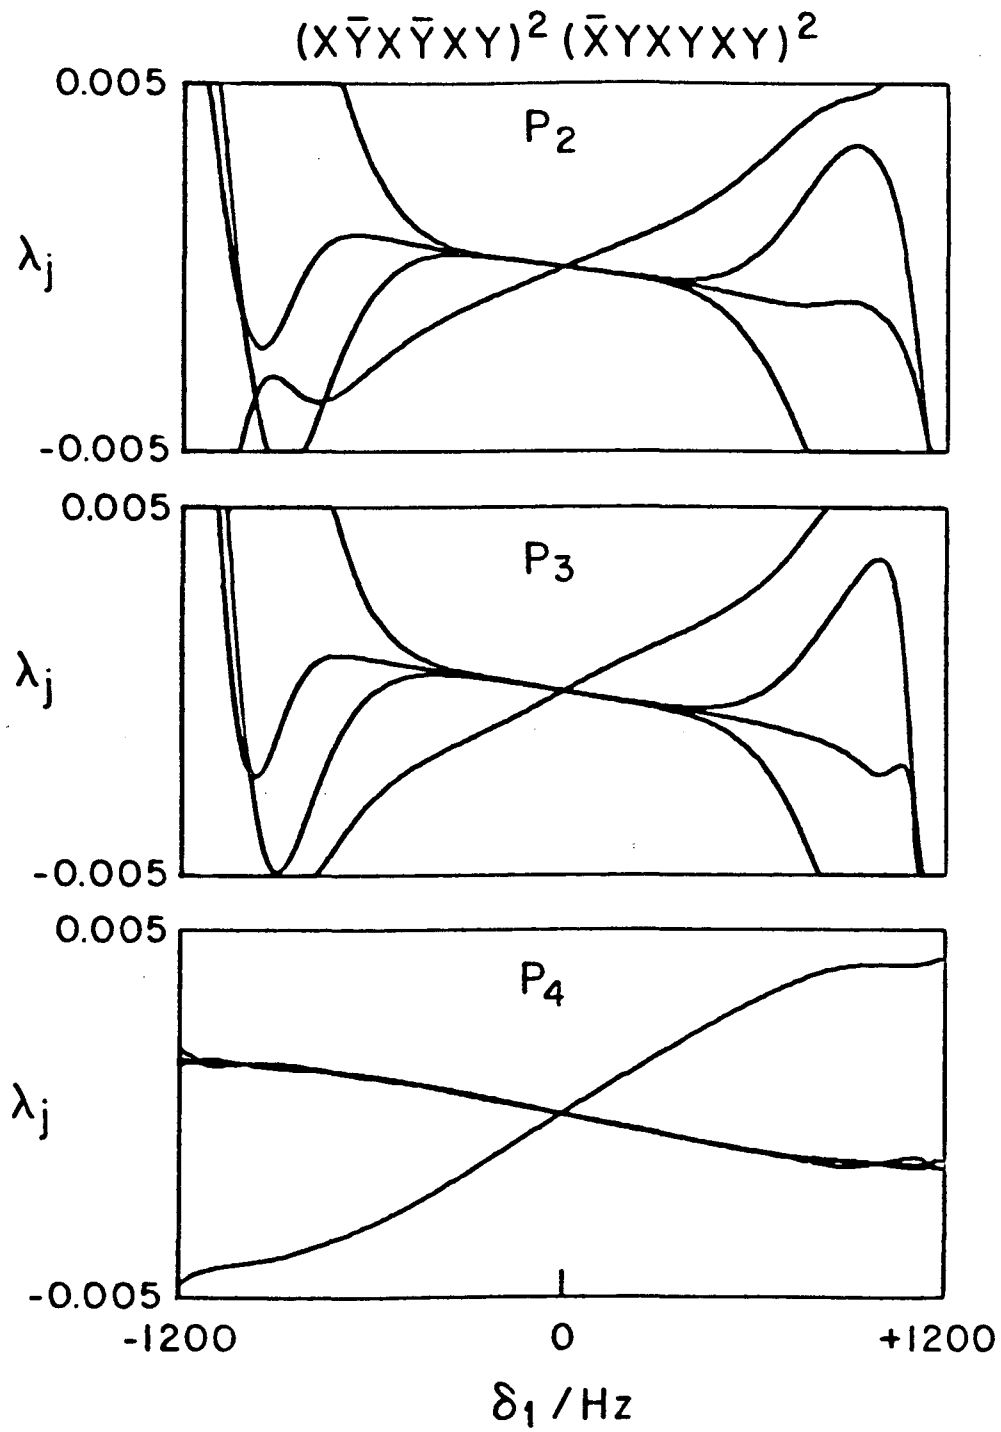 (XȲXȲXY)² (X̄YXYXY)²
0.005
P₂
λⱼ
-0.005
0.005
P₃
λⱼ
-0.005
0.005
P₄
λⱼ
-0.005
-1200 0 +1200
δ₁ / Hz